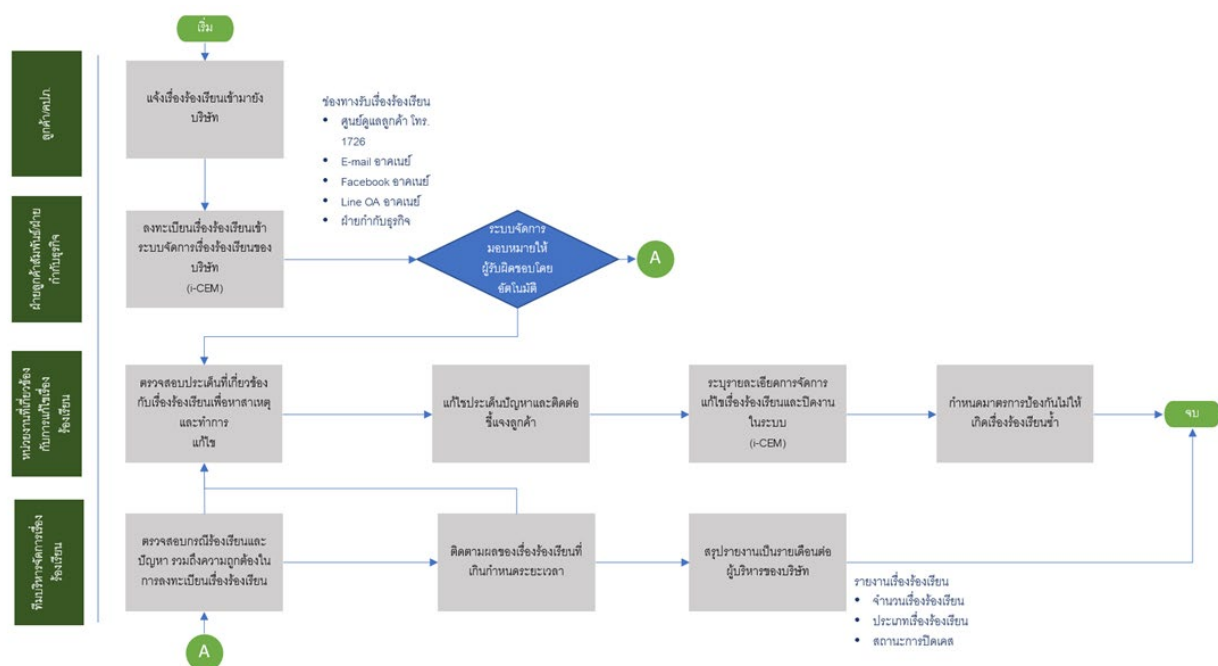 เริ่ม
ลูกค้า/คปภ.
แจ้งเรื่องร้องเรียนเข้ามายัง
บริษัท
ช่องทางรับเรื่องร้องเรียน
• ศูนย์ดูแลลูกค้า โทร.
1726
• E-mail อาคเนย์
• Facebook อาคเนย์
• Line OA อาคเนย์
• ฝ่ายกำกับธุรกิจ
ฝ่ายลูกค้าสัมพันธ์/ฝ่าย
กำกับธุรกิจ
ลงทะเบียนเรื่องร้องเรียนเข้า
ระบบจัดการเรื่องร้องเรียนของ
บริษัท
(i-CEM)
ระบบจัดการ
มอบหมายให้
ผู้รับผิดชอบโดย
อัตโนมัติ
A
หน่วยงานที่เกี่ยวข้อง
กับการแก้ไขเรื่อง
ร้องเรียน
ตรวจสอบประเด็นที่เกี่ยวข้อง
กับเรื่องร้องเรียนเพื่อหาสาเหตุ
และทำการ
แก้ไข
แก้ไขประเด็นปัญหาและติดต่อ
ชี้แจงลูกค้า
ระบุรายละเอียดการจัดการ
แก้ไขเรื่องร้องเรียนและปิดงาน
ในระบบ
(i-CEM)
กำหนดมาตรการป้องกันไม่ให้
เกิดเรื่องร้องเรียนซ้ำ
จบ
ทีมบริหารจัดการเรื่อง
ร้องเรียน
ตรวจสอบกรณีร้องเรียนและ
ปัญหา รวมถึงความถูกต้องใน
การลงทะเบียนเรื่องร้องเรียน
ติดตามผลของเรื่องร้องเรียนที่
เกินกำหนดระยะเวลา
สรุปรายงานเป็นรายเดือนต่อ
ผู้บริหารของบริษัท
รายงานเรื่องร้องเรียน
• จำนวนเรื่องร้องเรียน
• ประเภทเรื่องร้องเรียน
• สถานะการปิดเคส
A